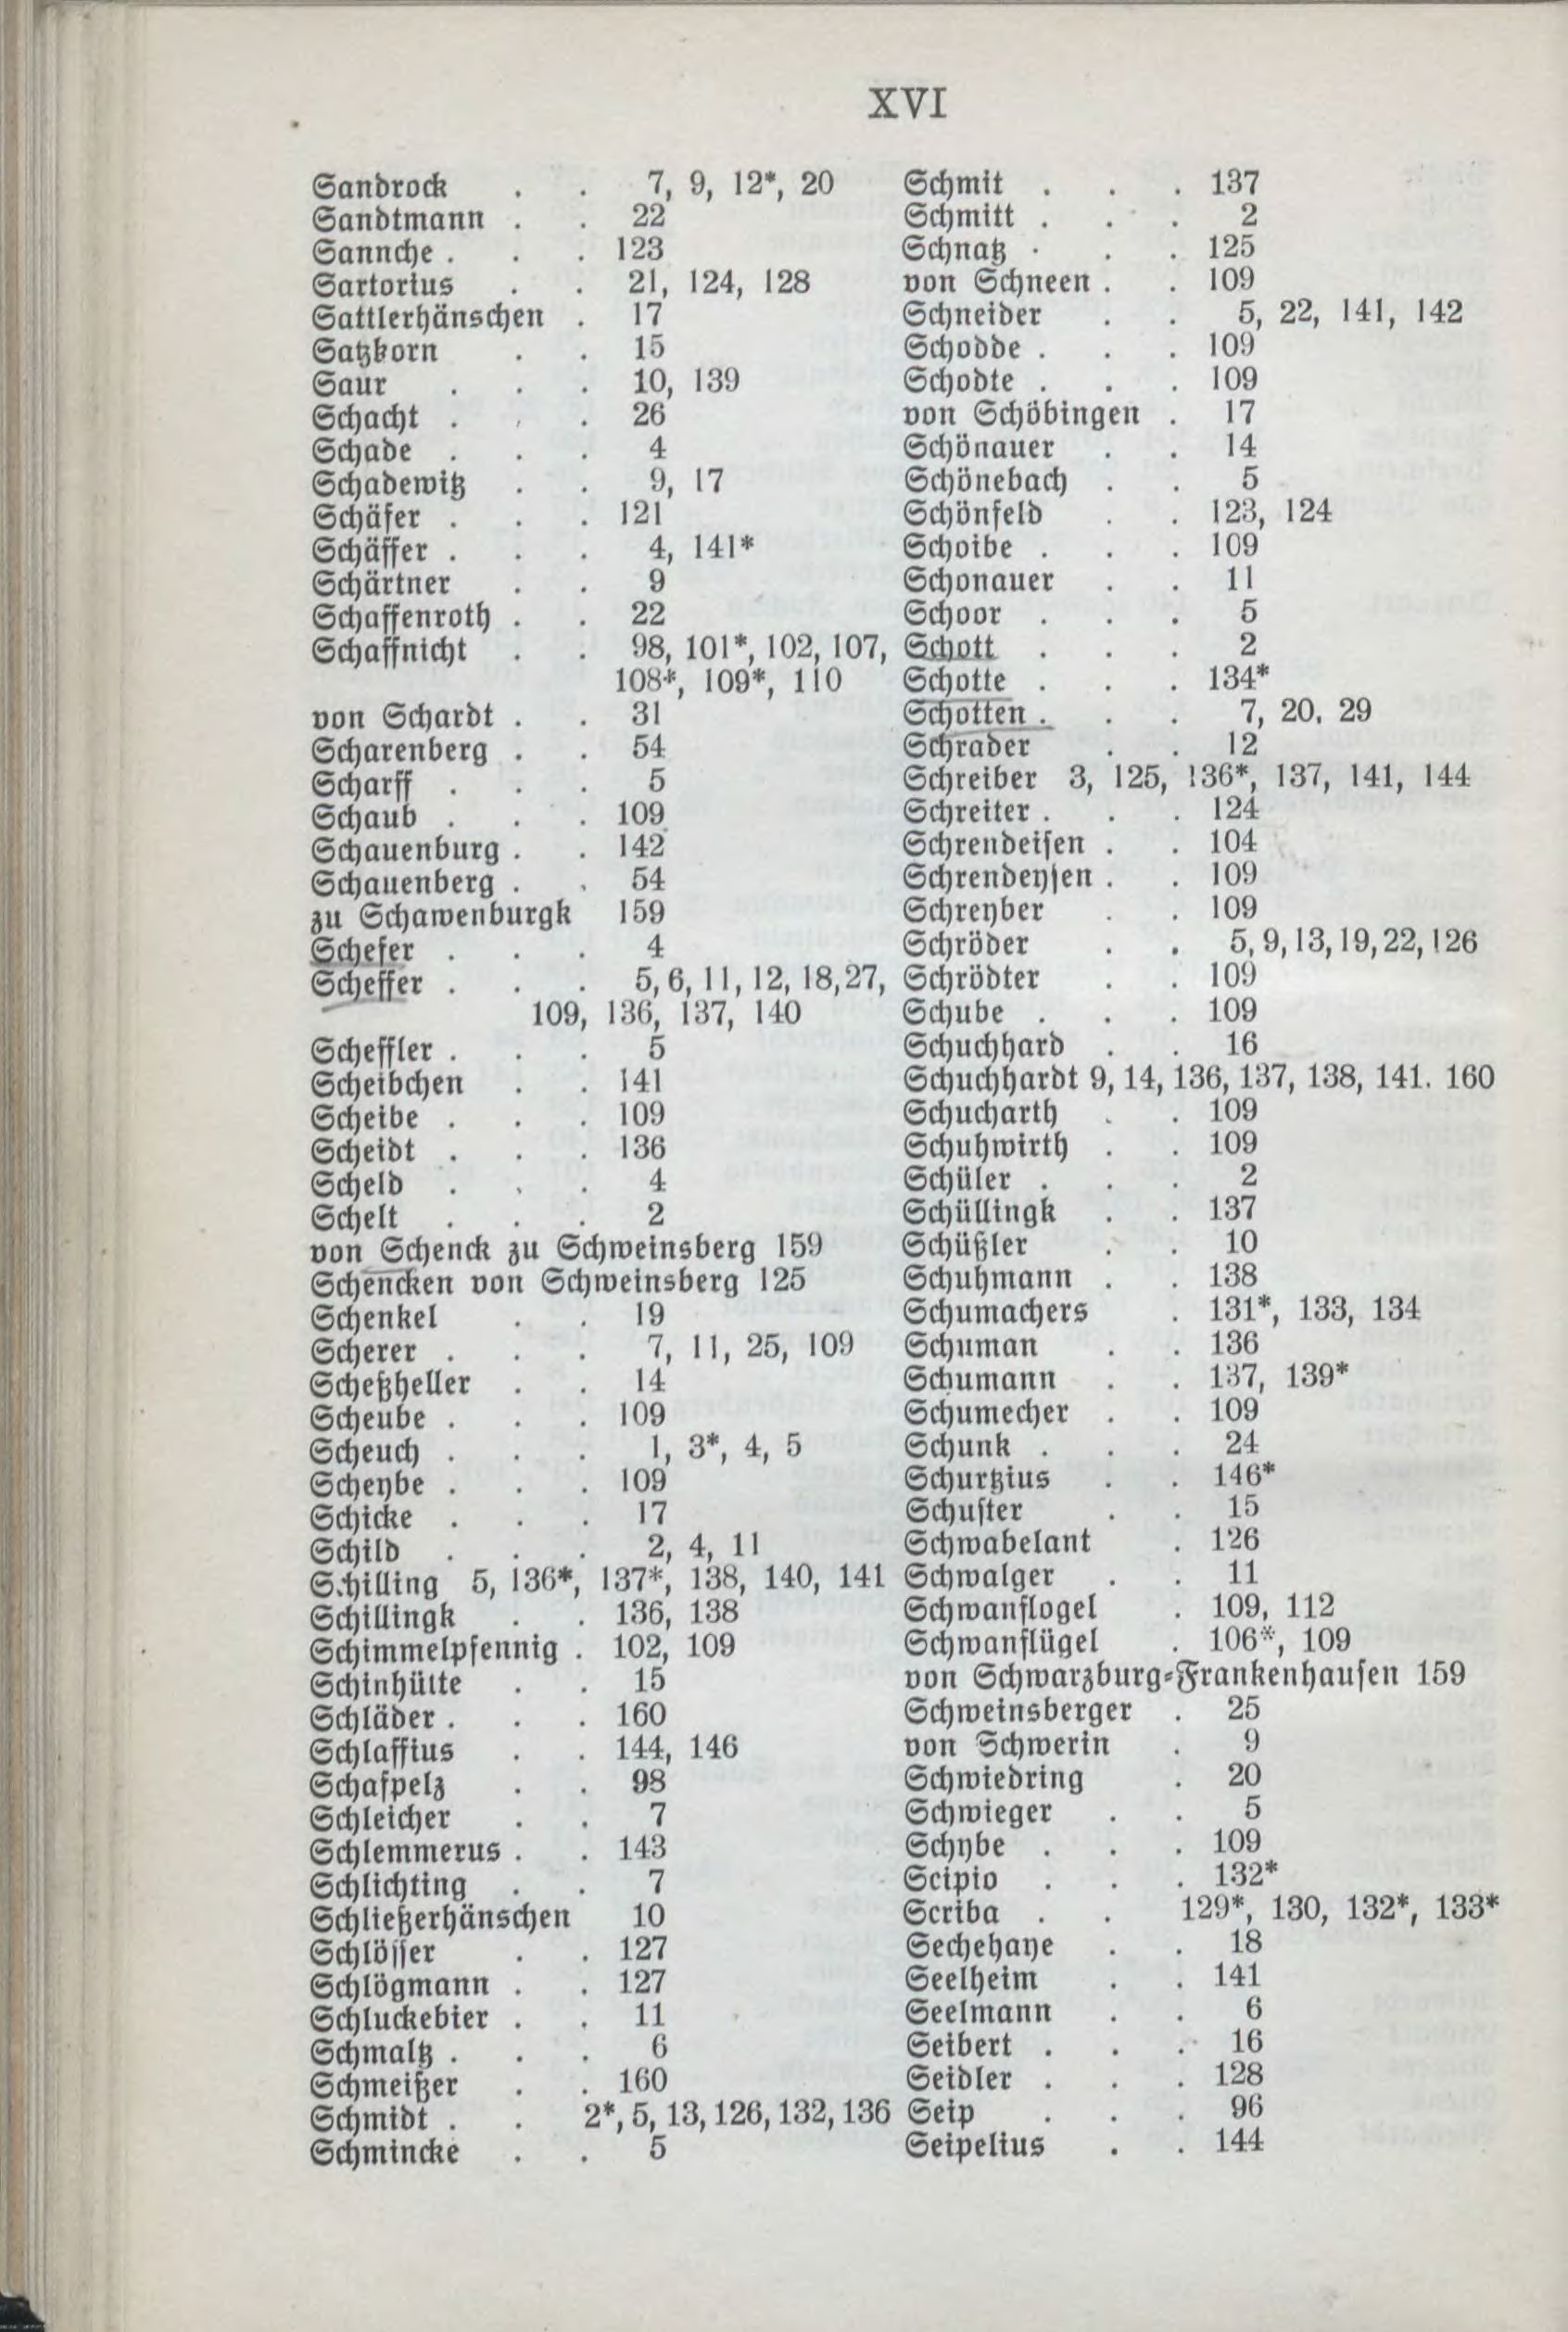 XVI
Sandrock . . 7, 9, 12*, 20
Sandtmann . . 22
Sannche . . . 123
Sartorius . . 21, 124, 128
Sattlerhänschen . 17
Satzkorn . . 15
Saur . . . 10, 139
Schacht . . . 26
Schade . . . 4
Schadewitz . . 9, 17
Schäfer . . . 121
Schäffer . . . 4, 141*
Schärtner . . 9
Schaffenroth . . 22
Schaffnicht . . 98, 101*, 102, 107,
108*, 109*, 110
von Schardt . . 31
Scharenberg . . 54
Scharff . . . 5
Schaub . . . 109
Schauenburg . . 142
Schauenberg . . 54
zu Schawenburgk 159
Schefer . . . 4
Scheffer . . . 5, 6, 11, 12, 18, 27,
109, 136, 137, 140
Scheffler . . . 5
Scheibchen . . 141
Scheibe . . . 109
Scheidt . . . 136
Scheld . . . 4
Schelt . . . 2
von Schenck zu Schweinsberg 159
Schencken von Schweinsberg 125
Schenkel . . 19
Scherer . . . 7, 11, 25, 109
Scheßheller . . 14
Scheube . . . 109
Scheuch . . . 1, 3*, 4, 5
Scheybe . . . 109
Schicke . . . 17
Schild . . . 2, 4, 11
Schilling 5, 136*, 137*, 138, 140, 141
Schillingk . . 136, 138
Schimmelpfennig . 102, 109
Schinhütte . . 15
Schläder . . . 160
Schlaffius . . 144, 146
Schafpelz . . 98
Schleicher . . 7
Schlemmerus . . 143
Schlichting . . 7
Schließerhänschen 10
Schlösser . . 127
Schlögmann . . 127
Schluckebier . . 11
Schmaltz . . . 6
Schmeißer . . 160
Schmidt . . 2*, 5, 13, 126, 132, 136
Schmincke . . 5
Schmit . . . 137
Schmitt . . . 2
Schnatz . . . 125
von Schneen . . 109
Schneider . . 5, 22, 141, 142
Schodde . . . 109
Schodte . . . 109
von Schöbingen . 17
Schönauer . . 14
Schönebach . . 5
Schönfeld . . 123, 124
Schoibe . . . 109
Schonauer . . 11
Schoor . . . 5
Schott . . . 2
Schotte . . . 134*
Schotten . . . 7, 20, 29
Schrader . . 12
Schreiber 3, 125, 136*, 137, 141, 144
Schreiter . . . 124
Schrendeisen . . 104
Schrendeysen . . 109
Schreyber . . 109
Schröder . . 5, 9, 13, 19, 22, 126
Schrödter . . 109
Schube . . . 109
Schuchhard . . 16
Schuchhardt 9, 14, 136, 137, 138, 141. 160
Schucharth . . 109
Schuhwirth . . 109
Schüler . . . 2
Schüllingk . . 137
Schüßler . . 10
Schuhmann . . 138
Schumachers . 131*, 133, 134
Schuman . . 136
Schumann . . 137, 139*
Schumecher . . 109
Schunk . . . 24
Schurtzius . . 146*
Schuster . . 15
Schwabelant . 126
Schwalger . . 11
Schwanflogel . 109, 112
Schwanflügel . 106*, 109
von Schwarzburg-Frankenhausen 159
Schweinsberger . 25
von Schwerin . 9
Schwiedring . 20
Schwieger . . 5
Schybe . . . 109
Scipio . . . 132*
Scriba . . 129*, 130, 132*, 133*
Sechehaye . . 18
Seelheim . . 141
Seelmann . . 6
Seibert . . . 16
Seidler . . . 128
Seip . . . 96
Seipelius . . 144